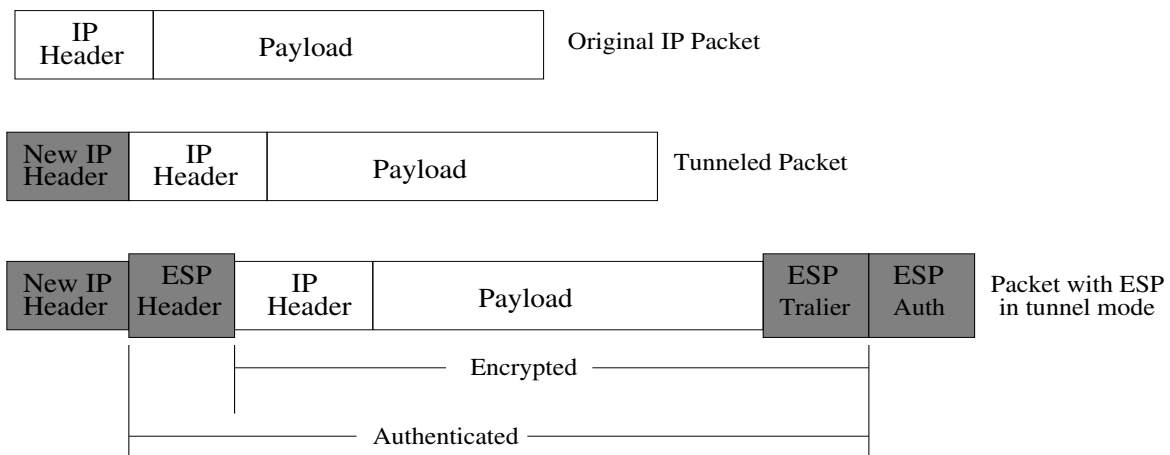 IP
Header
Payload
Original IP Packet
New IP
Header
IP
Header
Payload
Tunneled Packet
New IP
Header
ESP
Header
IP
Header
Payload
ESP
Tralier
ESP
Auth
Packet with ESP
in tunnel mode
Encrypted
Authenticated